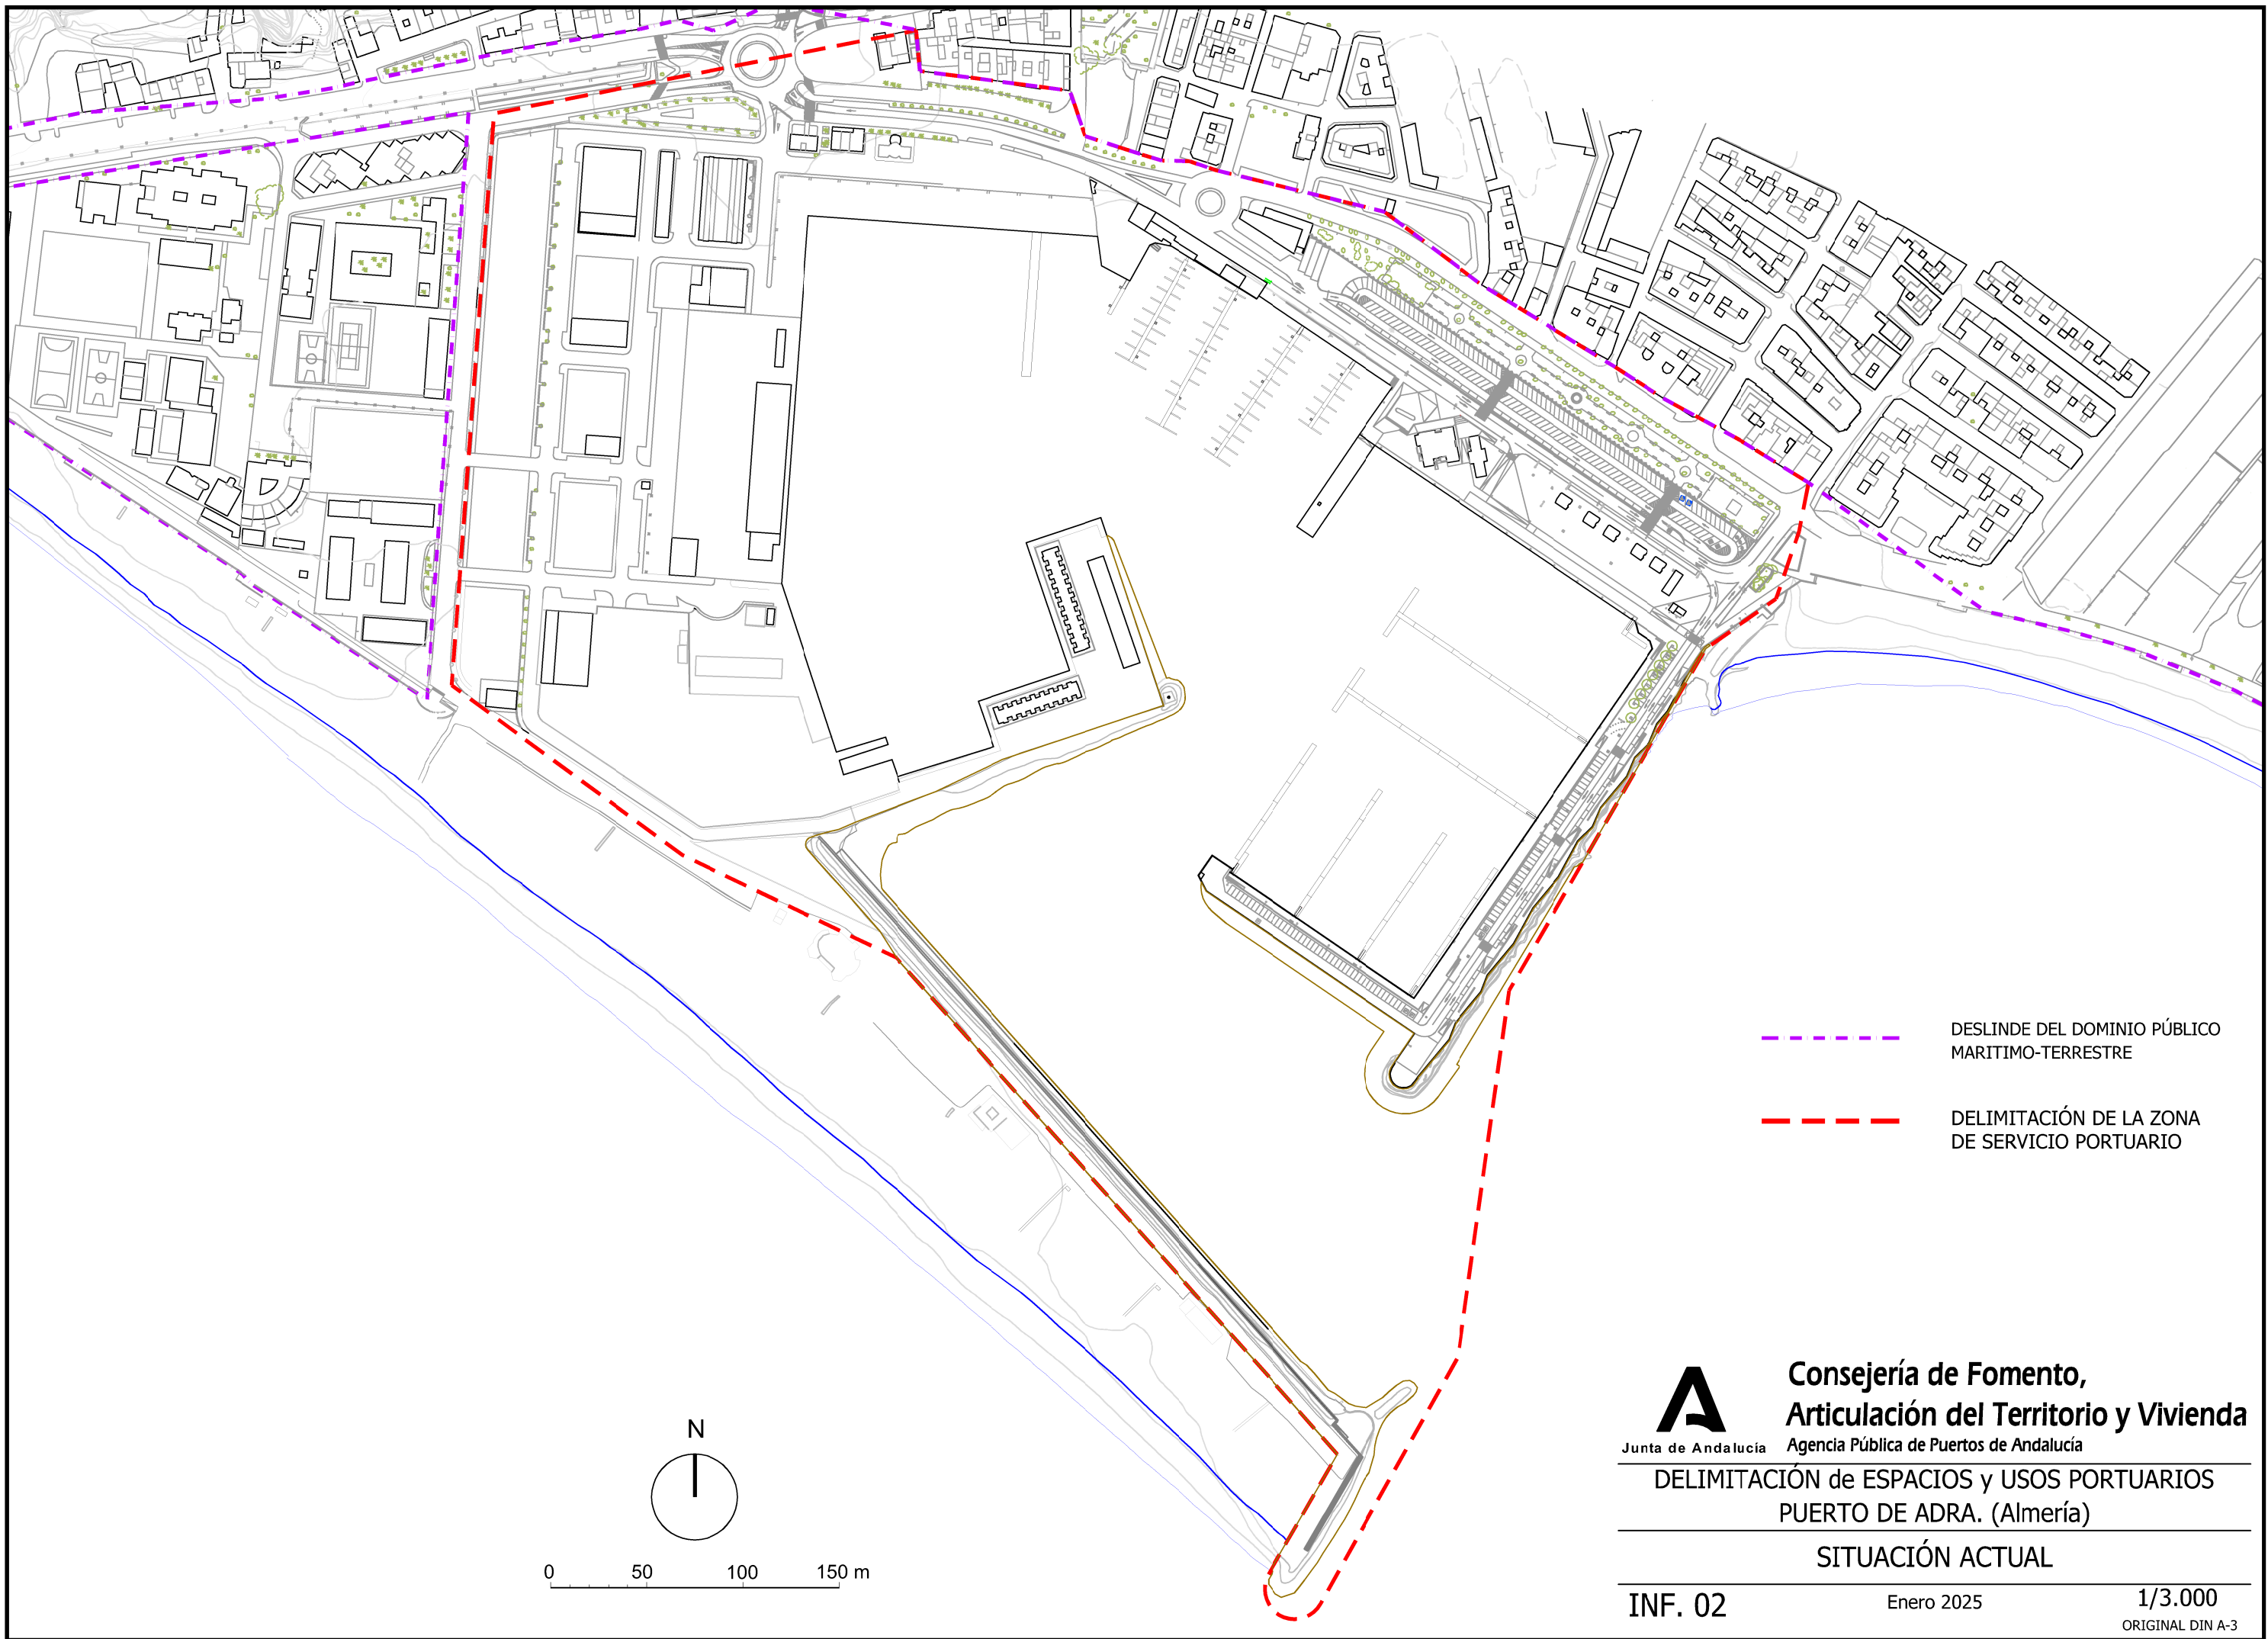 DESLINDE DEL DOMINIO PÚBLICO
MARITIMO-TERRESTRE
DELIMITACIÓN DE LA ZONA
DE SERVICIO PORTUARIO
N
0 50 100 150 m
Junta de Andalucía
Consejería de Fomento,
Articulación del Territorio y Vivienda
Agencia Pública de Puertos de Andalucía
DELIMITACIÓN de ESPACIOS y USOS PORTUARIOS
PUERTO DE ADRA. (Almería)
SITUACIÓN ACTUAL
INF. 02
Enero 2025
1/3.000
ORIGINAL DIN A-3